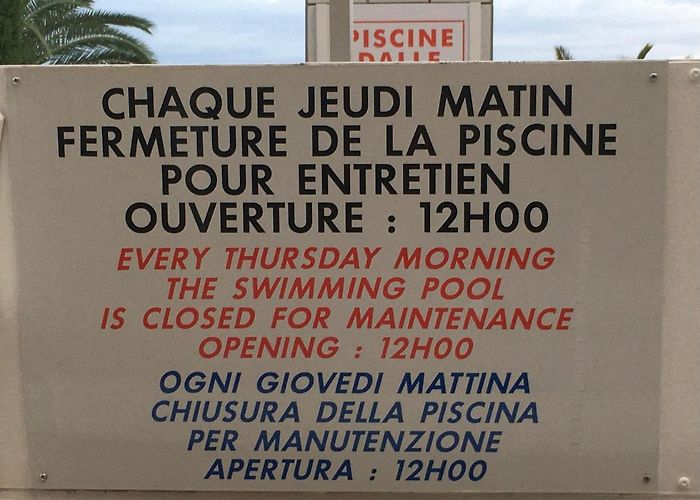 PISCINE
DALLE
CHAQUE JEUDI MATIN
FERMETURE DE LA PISCINE
POUR ENTRETIEN
OUVERTURE : 12H00
EVERY THURSDAY MORNING
THE SWIMMING POOL
IS CLOSED FOR MAINTENANCE
OPENING : 12H00
OGNI GIOVEDI MATTINA
CHIUSURA DELLA PISCINA
PER MANUTENZIONE
APERTURA : 12H00